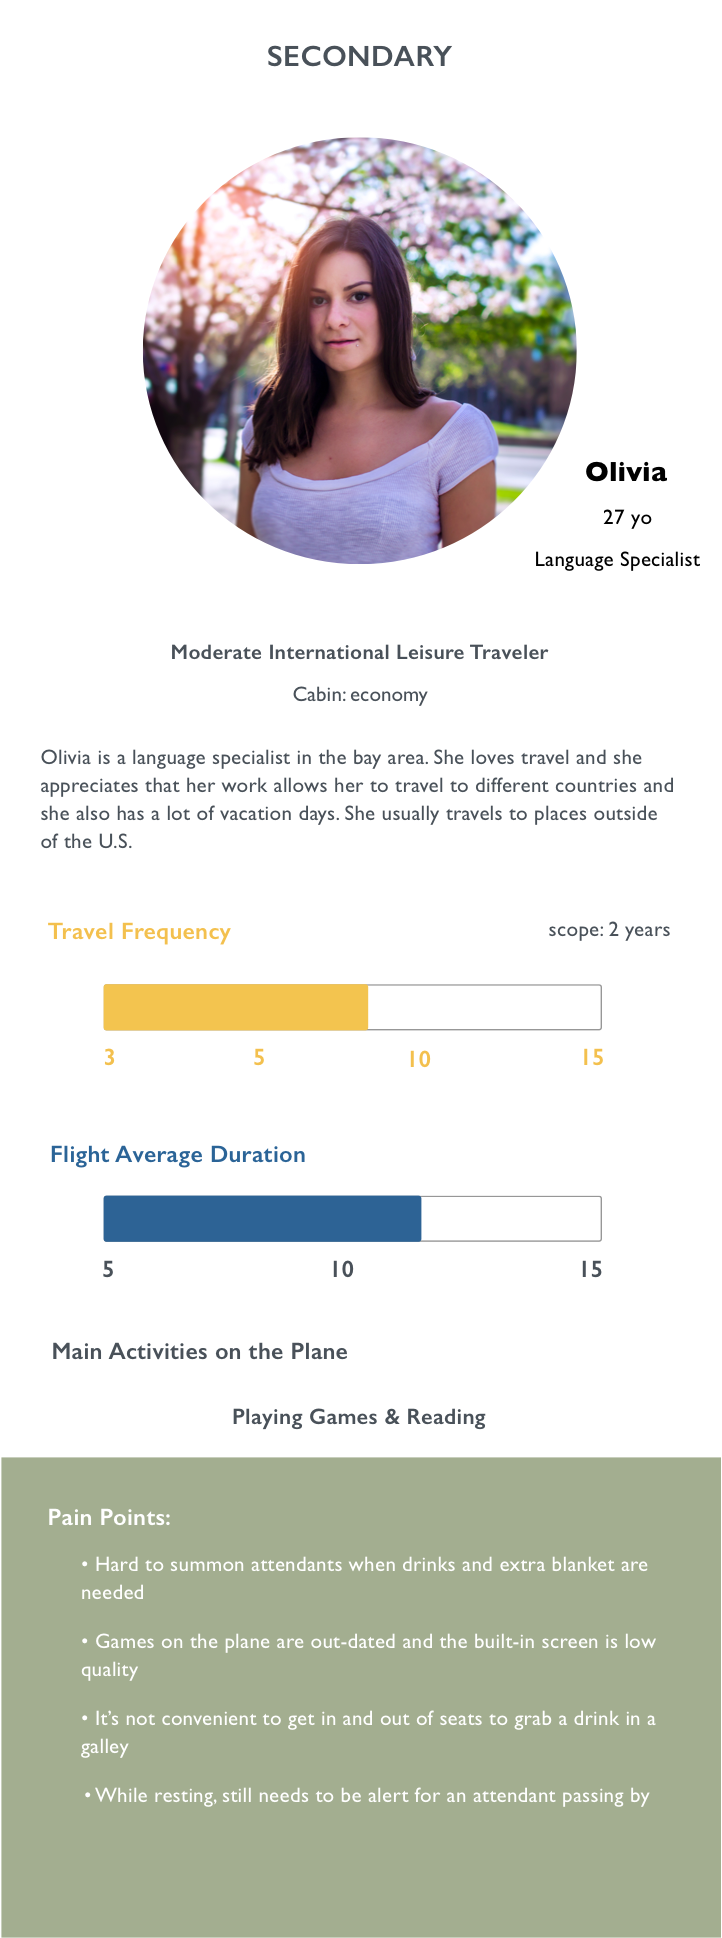 SECONDARY
Olivia
27 yo
Language Specialist
Moderate International Leisure Traveler
Cabin: economy
Olivia is a language specialist in the bay area. She loves travel and she
appreciates that her work allows her to travel to different countries and
she also has a lot of vacation days. She usually travels to places outside
of the U.S.
Travel Frequency
scope: 2 years
3 5 10 15
Flight Average Duration
5 10 15
Main Activities on the Plane
Playing Games & Reading
Pain Points:
• Hard to summon attendants when drinks and extra blanket are
needed
• Games on the plane are out-dated and the built-in screen is low
quality
• It’s not convenient to get in and out of seats to grab a drink in a
galley
• While resting, still needs to be alert for an attendant passing by